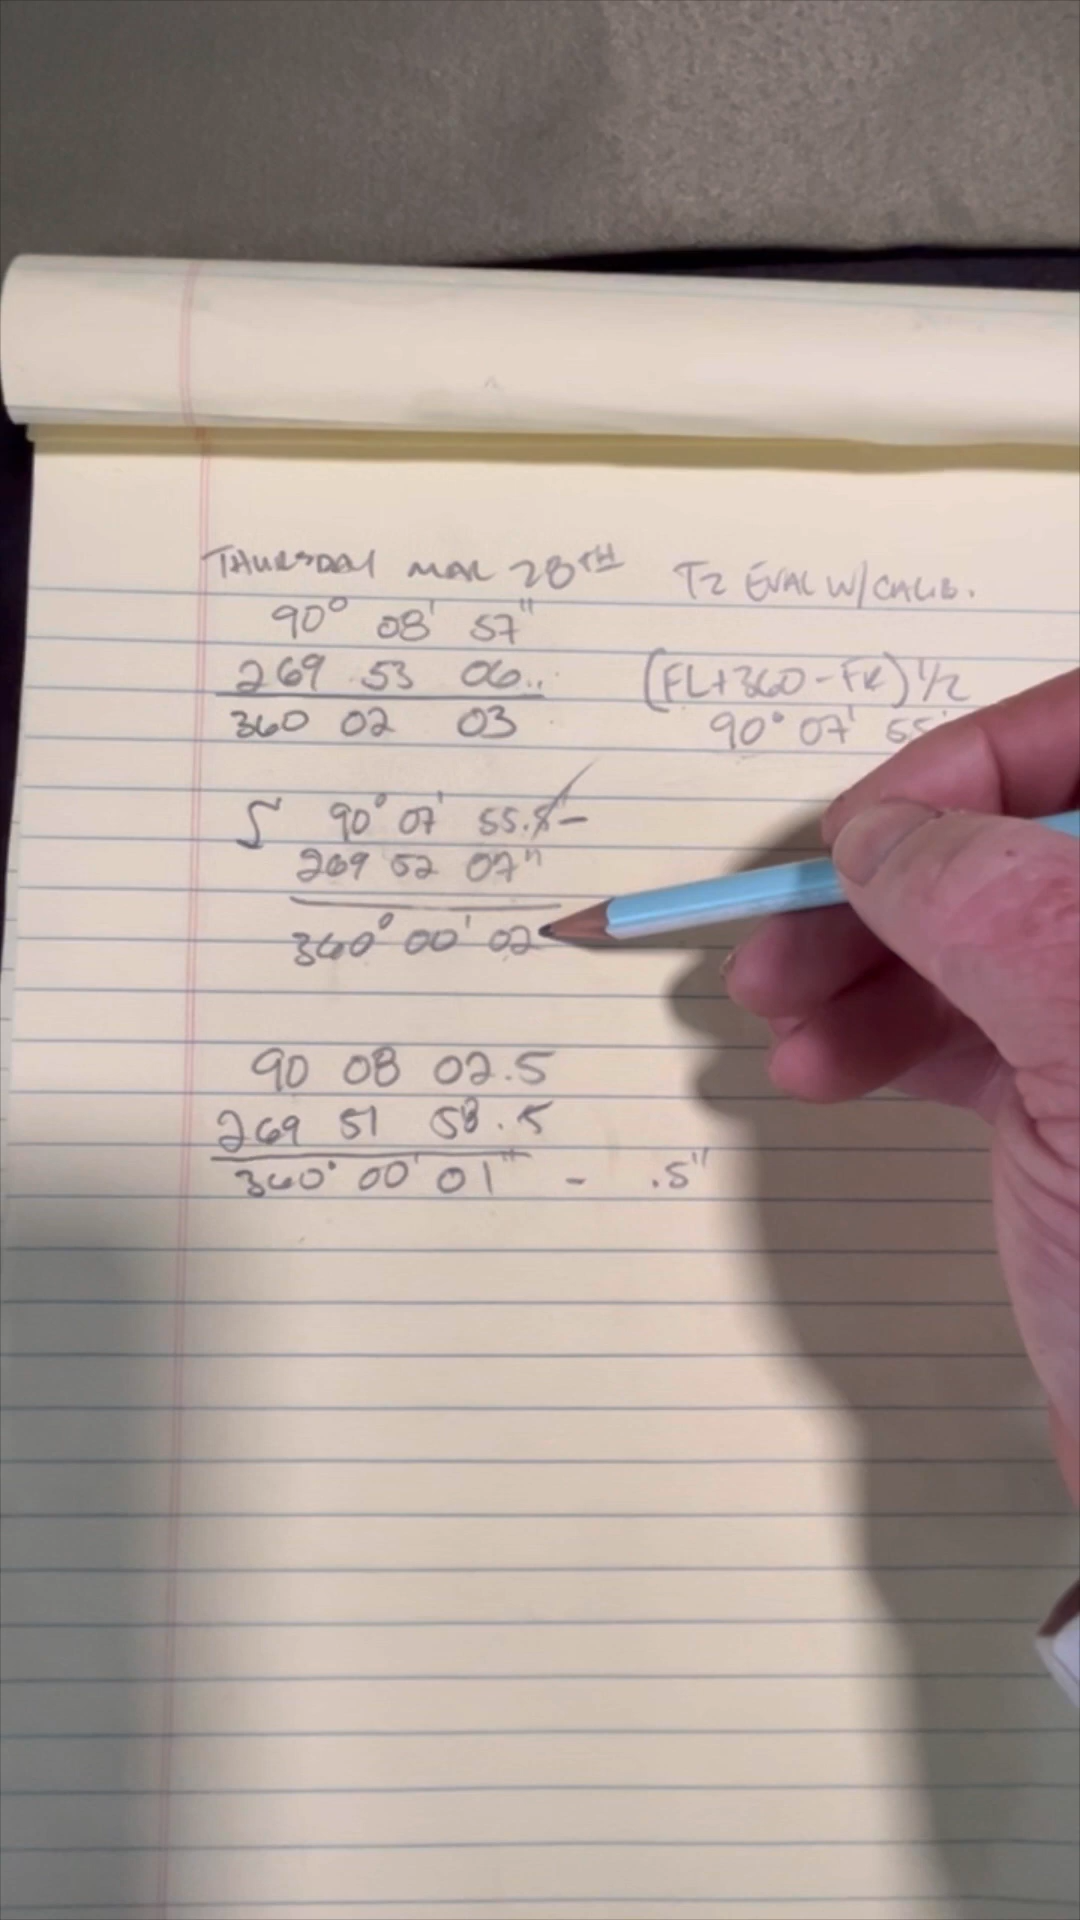 THURSDAY MAR 28TH T2 EVAL W/CALIB.
90° 08' 57"
269 53 06..
360 02 03
(FL+360-FR) 1/2
90° 07' 55
90° 07' 55.5 -
269 52 07"
360° 00' 02
90 08 02.5
269 51 58.5
360° 00' 01" - .5"